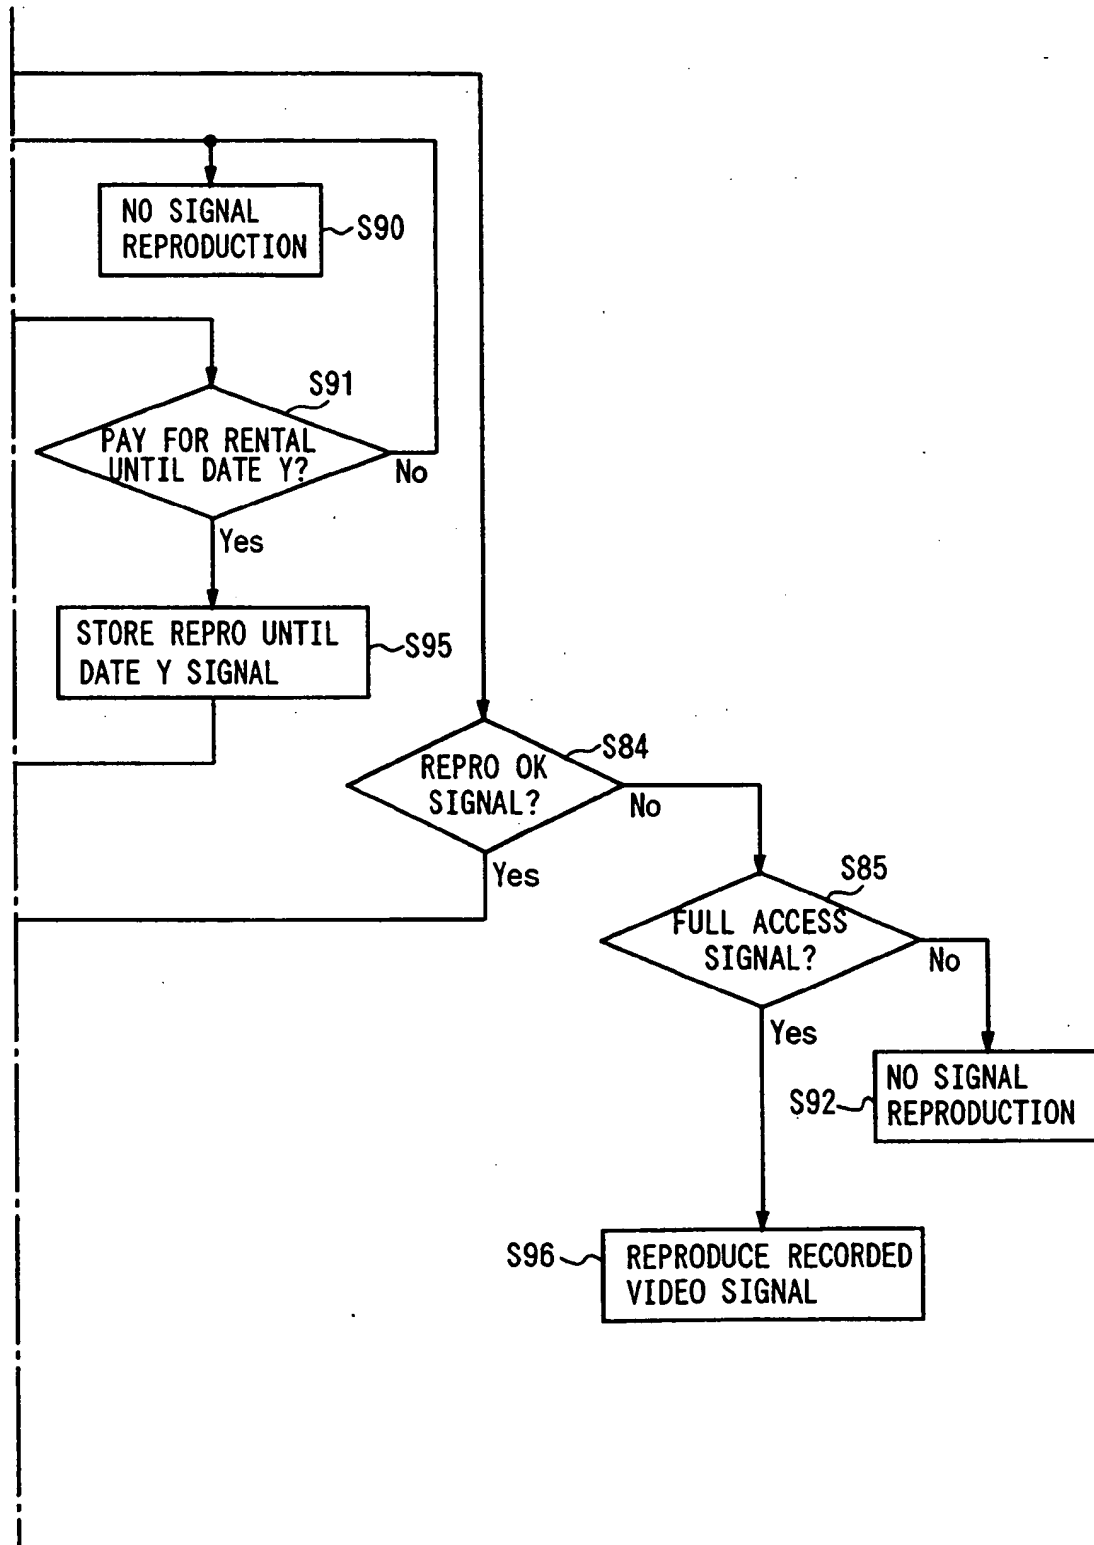 NO SIGNAL
REPRODUCTION
S90
S91
PAY FOR RENTAL
UNTIL DATE Y?
No
Yes
STORE REPRO UNTIL
DATE Y SIGNAL
S95
S84
REPRO OK
SIGNAL?
No
Yes
S85
FULL ACCESS
SIGNAL?
No
Yes
S92
NO SIGNAL
REPRODUCTION
S96
REPRODUCE RECORDED
VIDEO SIGNAL